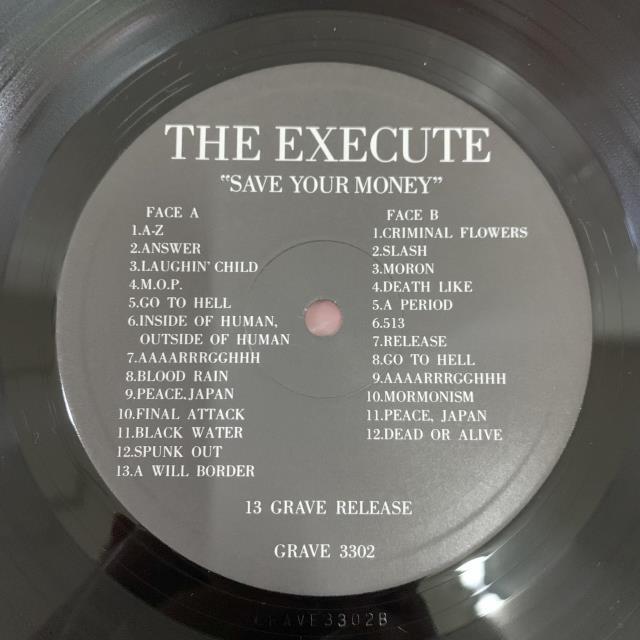 THE EXECUTE
“SAVE YOUR MONEY”
FACE A
1.A-Z
2.ANSWER
3.LAUGHIN' CHILD
4.M.O.P.
5.GO TO HELL
6.INSIDE OF HUMAN,
OUTSIDE OF HUMAN
7.AAAARRRGGHHH
8.BLOOD RAIN
9.PEACE.JAPAN
10.FINAL ATTACK
11.BLACK WATER
12.SPUNK OUT
13.A WILL BORDER
FACE B
1.CRIMINAL FLOWERS
2.SLASH
3.MORON
4.DEATH LIKE
5.A PERIOD
6.513
7.RELEASE
8.GO TO HELL
9.AAAARRRGGHHH
10.MORMONISM
11.PEACE, JAPAN
12.DEAD OR ALIVE
13 GRAVE RELEASE
GRAVE 3302
GRAVE3302B